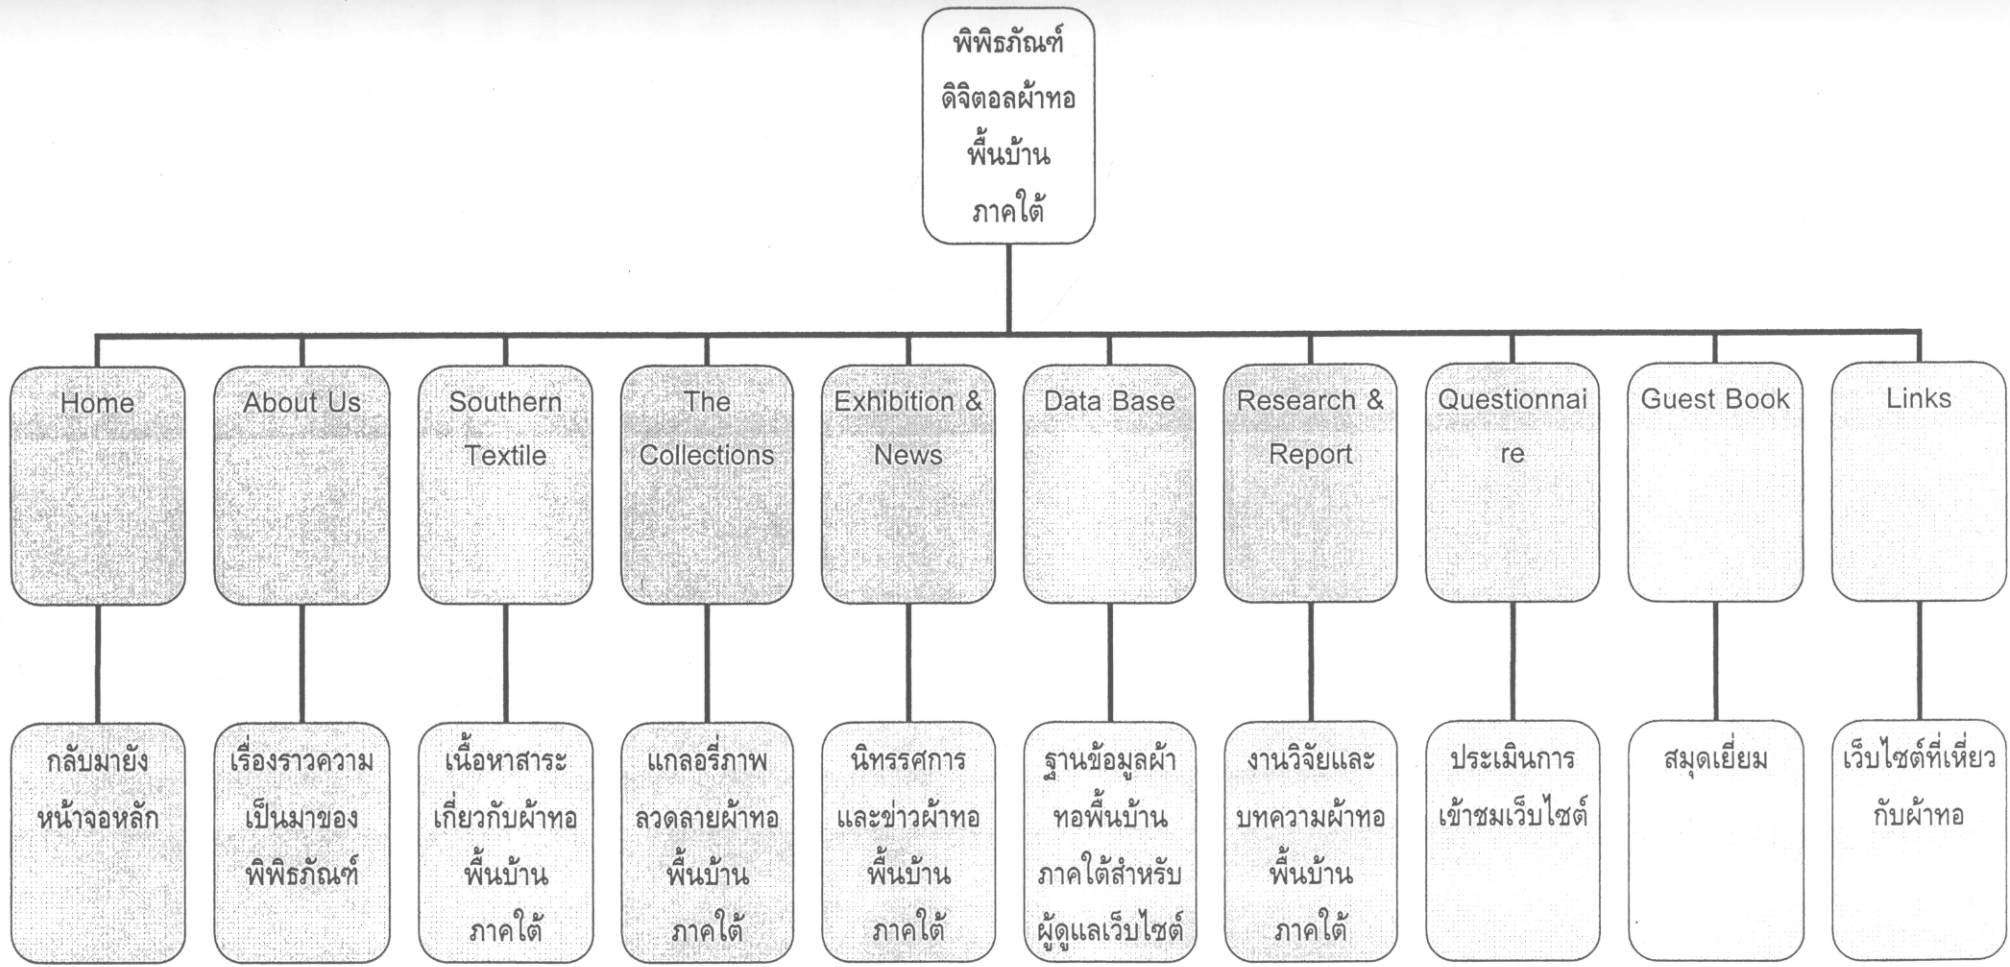 พิพิธภัณฑ์
ดิจิตอลผ้าทอ
พื้นบ้าน
ภาคใต้
Home
About Us
Southern
Textile
The
Collections
Exhibition &
News
Data Base
Research &
Report
Questionnai
re
Guest Book
Links
กลับมายัง
หน้าจอหลัก
เรื่องราวความ
เป็นมาของ
พิพิธภัณฑ์
เนื้อหาสาระ
เกี่ยวกับผ้าทอ
พื้นบ้าน
ภาคใต้
แกลอรี่ภาพ
ลวดลายผ้าทอ
พื้นบ้าน
ภาคใต้
นิทรรศการ
และข่าวผ้าทอ
พื้นบ้าน
ภาคใต้
ฐานข้อมูลผ้า
ทอพื้นบ้าน
ภาคใต้สำหรับ
ผู้ดูแลเว็บไซต์
งานวิจัยและ
บทความผ้าทอ
พื้นบ้าน
ภาคใต้
ประเมินการ
เข้าชมเว็บไซต์
สมุดเยี่ยม
เว็บไซต์ที่เหี่ยว
กับผ้าทอ